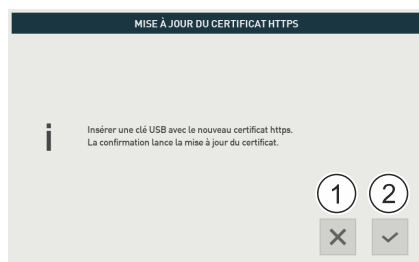 MISE À JOUR DU CERTIFICAT HTTPS
Insérer une clé USB avec le nouveau certificat https.
La confirmation lance la mise à jour du certificat.
1 2